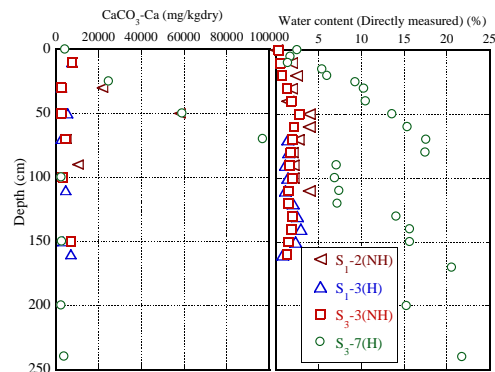 CaCO3-Ca (mg/kgdry)
Water content (Directly measured) (%)
0 20000 40000 60000 80000 100000
5 10 15 20 25
Depth (cm)
0
50
100
150
200
250
S1-2(NH)
S1-3(H)
S3-3(NH)
S3-7(H)